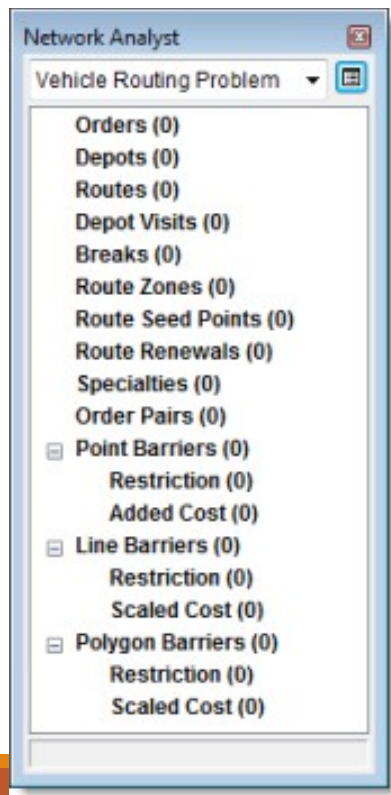 Network Analyst
Vehicle Routing Problem
Orders (0)
Depots (0)
Routes (0)
Depot Visits (0)
Breaks (0)
Route Zones (0)
Route Seed Points (0)
Route Renewals (0)
Specialties (0)
Order Pairs (0)
Point Barriers (0)
Restriction (0)
Added Cost (0)
Line Barriers (0)
Restriction (0)
Scaled Cost (0)
Polygon Barriers (0)
Restriction (0)
Scaled Cost (0)